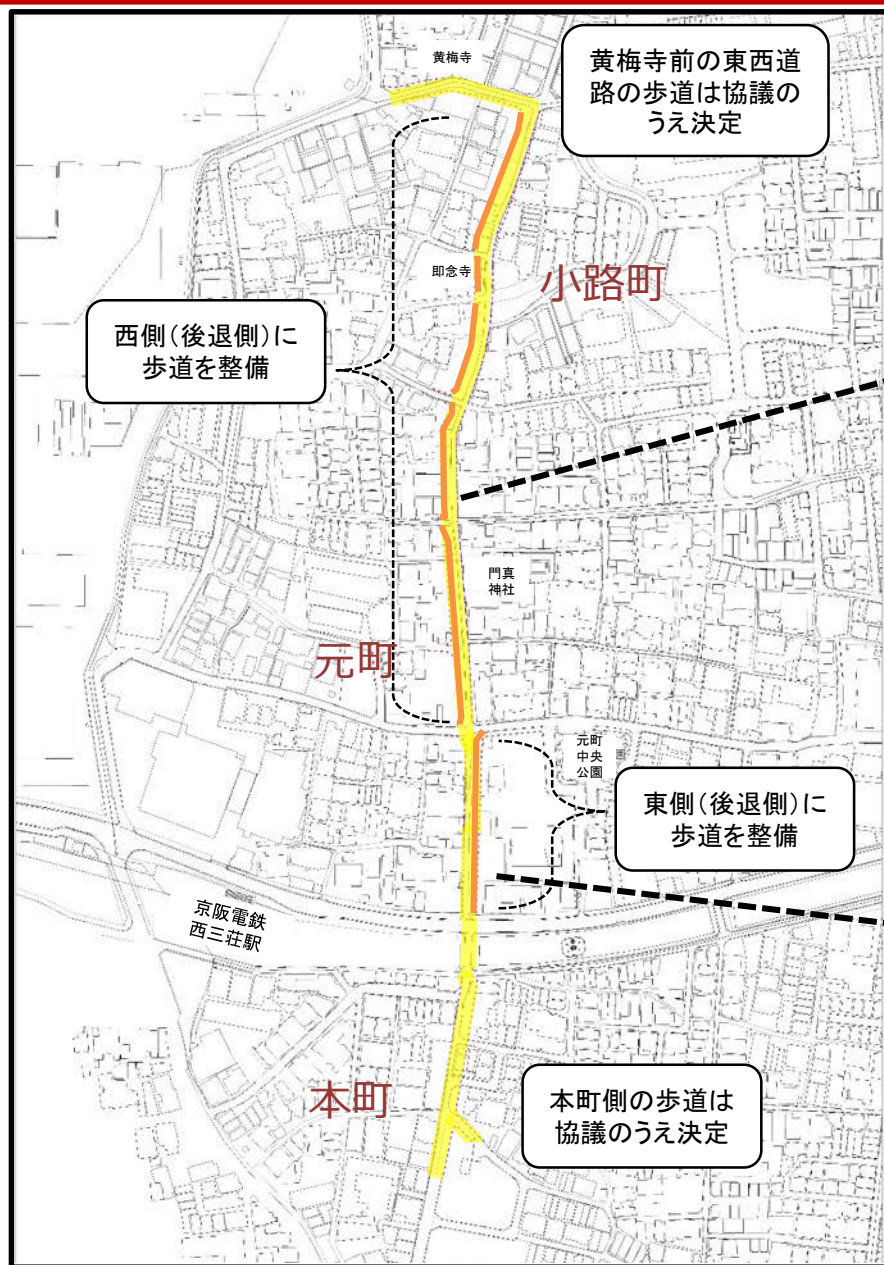 黄梅寺
黄梅寺前の東西道
路の歩道は協議の
うえ決定
即念寺
小路町
西側(後退側)に
歩道を整備
門真
神社
元町
元町
中央
公園
東側(後退側)に
歩道を整備
京阪電鉄
西三荘駅
本町
本町側の歩道は
協議のうえ決定